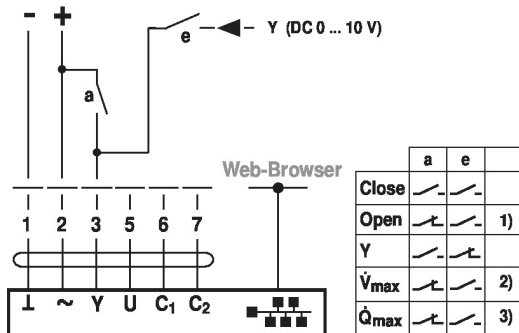 - +
e Y (DC 0 ... 10 V)
a
Web-Browser
1 2 3 5 6 7
⊥ ~ Y U C₁ C₂
a e
Close
Open 1)
Y
V̇max 2)
Q̇max 3)